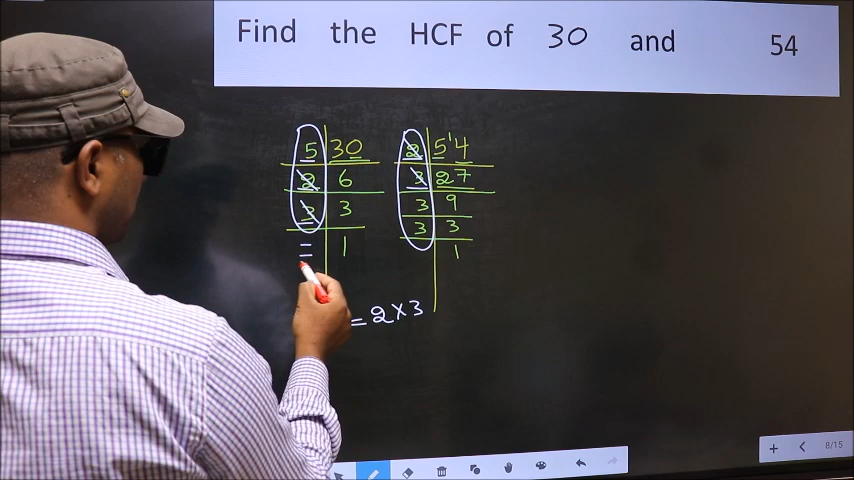 Find the HCF of 30 and 54
5 30 2 5¹4
2 6 3 27
3 3 3 9
= 1 3 3
1
= 2 × 3
8/15